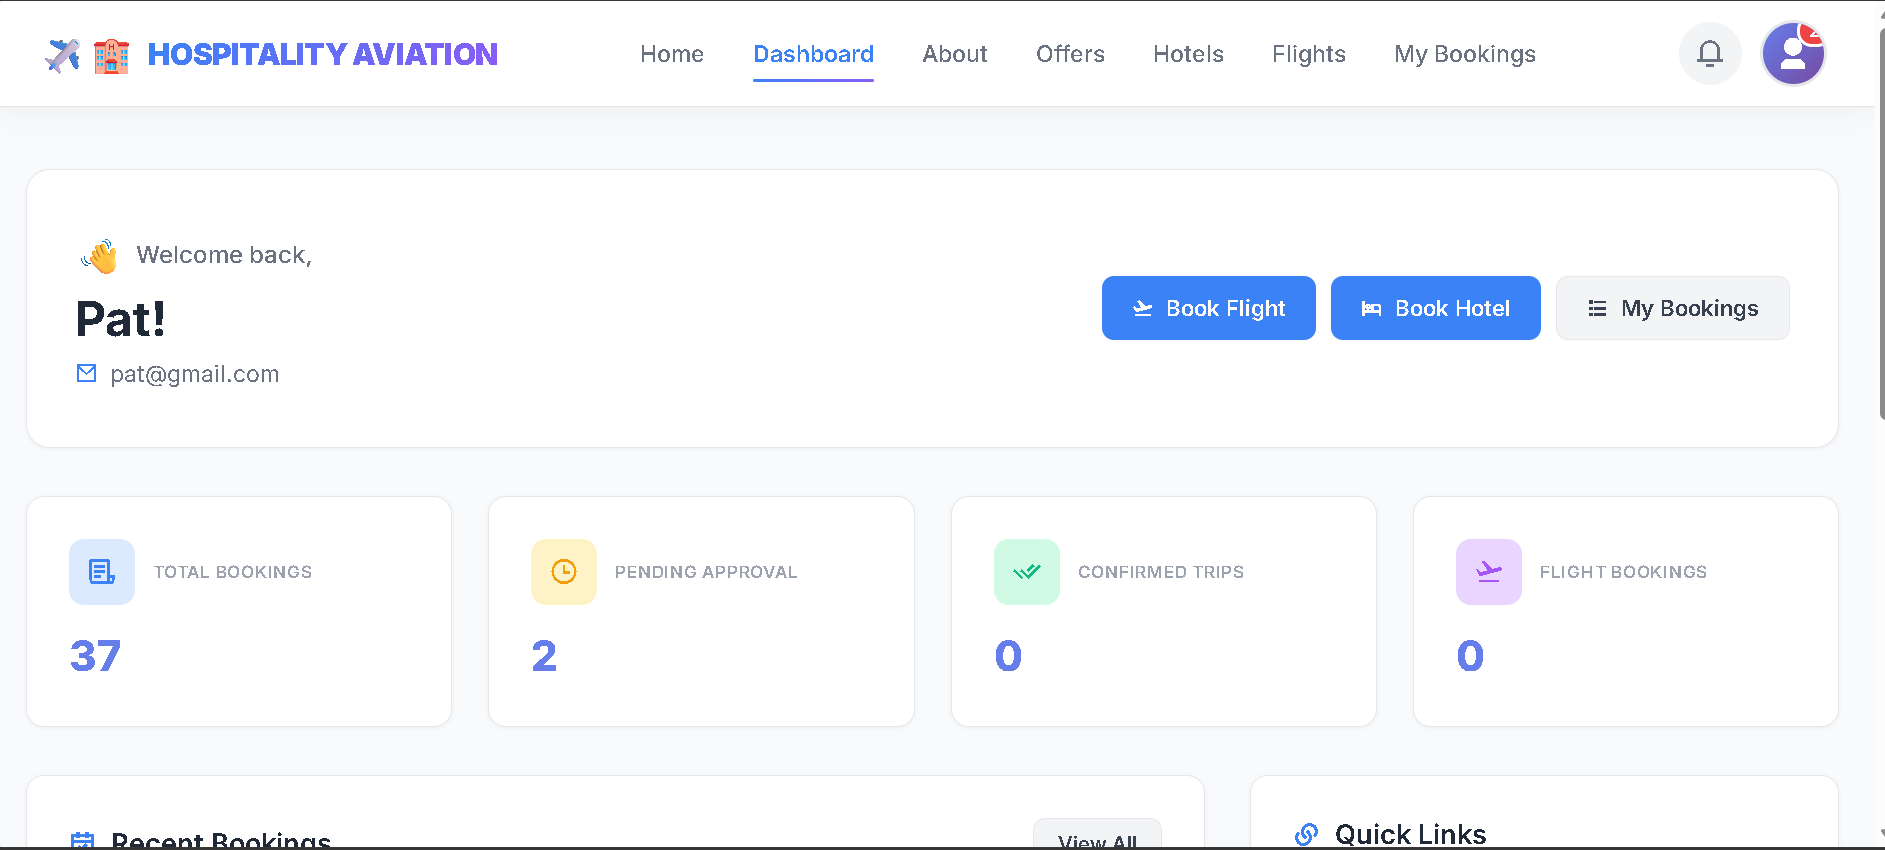 HOSPITALITY AVIATION
Home Dashboard About Offers Hotels Flights My Bookings
2
Welcome back,
Pat!
pat@gmail.com
Book Flight Book Hotel My Bookings
TOTAL BOOKINGS
37
PENDING APPROVAL
2
CONFIRMED TRIPS
0
FLIGHT BOOKINGS
0
Recent Bookings
View All
Quick Links